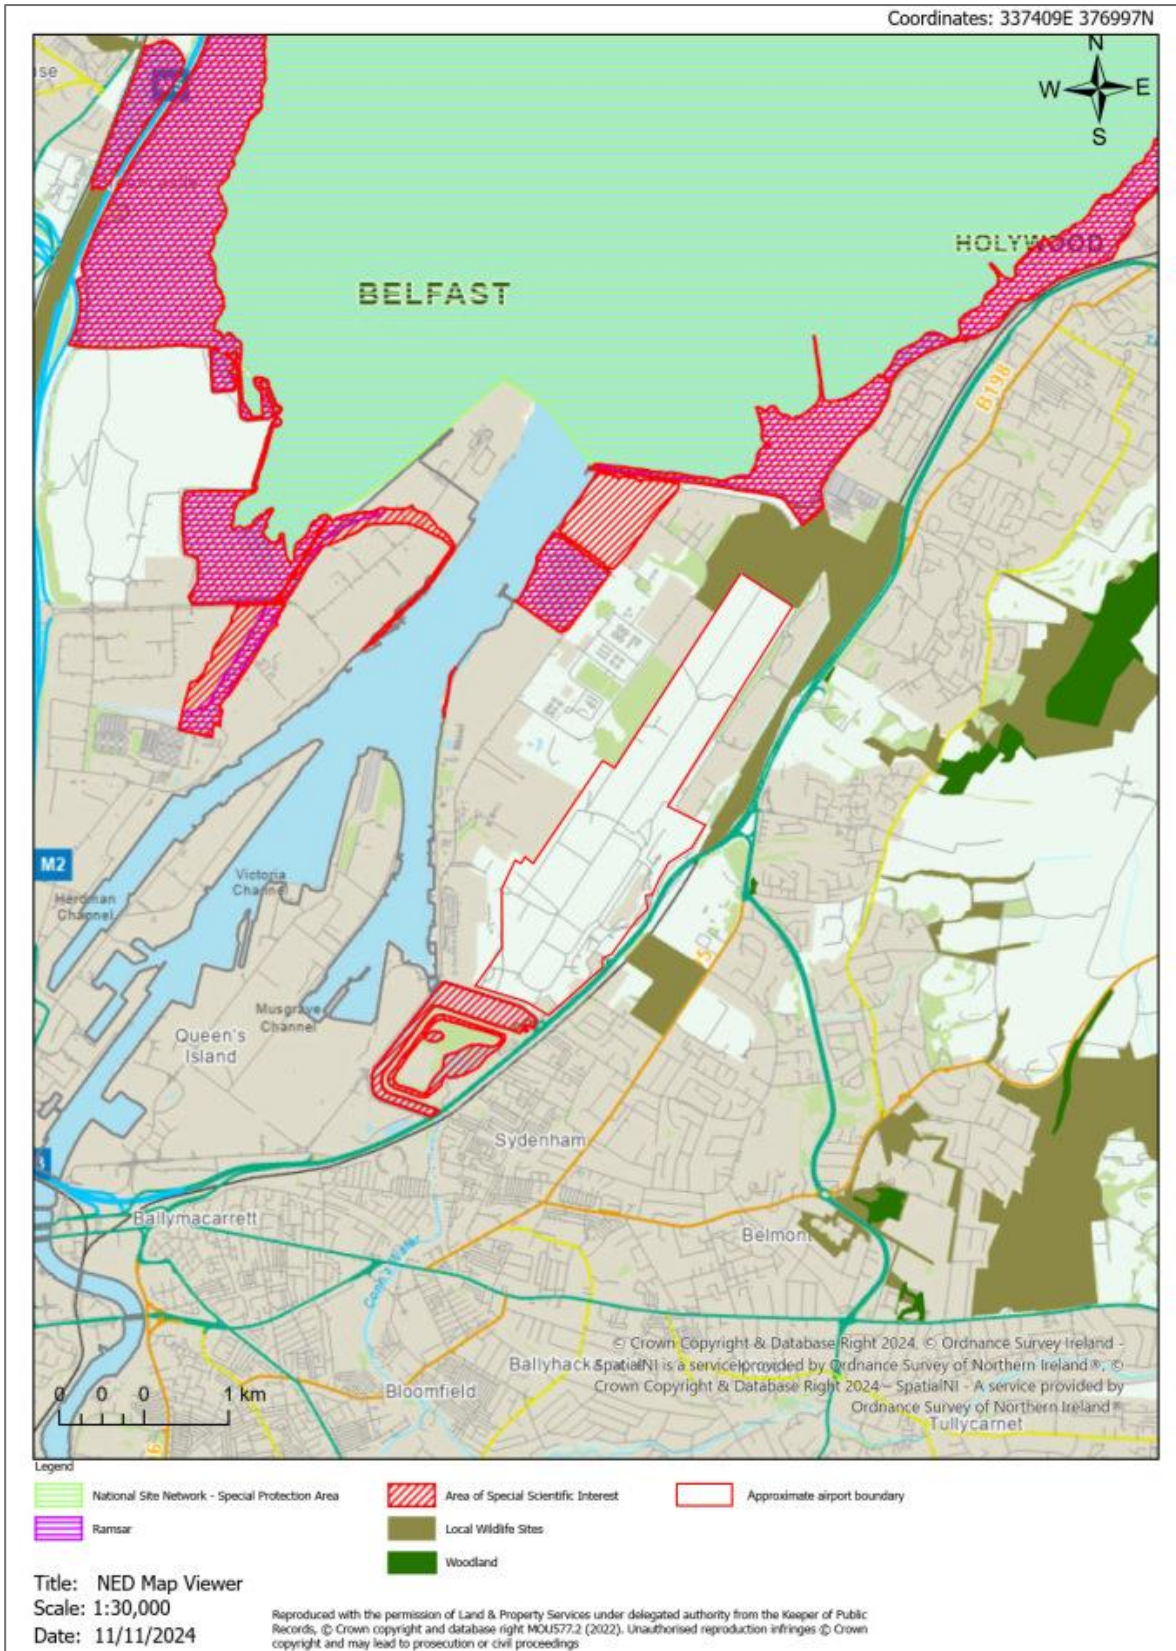 Coordinates: 337409E 376997N
N
W E
S
HOLYWOOD
BELFAST
B198
M2
Herdman
Channel
Victoria
Channel
Musgrave
Channel
Queen's
Island
Sydenham
Ballymacarrett
Belmont
© Crown Copyright & Database Right 2024, © Ordnance Survey Ireland -
SpatialNI is a service provided by Ordnance Survey of Northern Ireland®, ©
Crown Copyright & Database Right 2024 – SpatialNI - A service provided by
Ordnance Survey of Northern Ireland®
Bloomfield
Tullycarnet
0 0 0 1 km
Legend
National Site Network - Special Protection Area
Area of Special Scientific Interest
Approximate airport boundary
Ramsar
Local Wildlife Sites
Woodland
Title: NED Map Viewer
Scale: 1:30,000
Date: 11/11/2024
Reproduced with the permission of Land & Property Services under delegated authority from the Keeper of Public
Records, © Crown copyright and database right MOU577.2 (2022). Unauthorised reproduction infringes © Crown
copyright and may lead to prosecution or civil proceedings